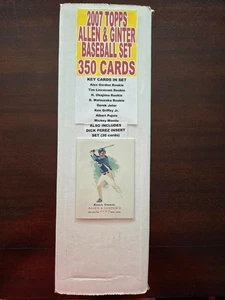 2007 TOPPS
ALLEN & GINTER
BASEBALL SET
350 CARDS
KEY CARDS IN SET
Alex Gordon Rookie
Tim Lincecum Rookie
H. Okajima Rookie
D. Matsuzaka Rookie
Derek Jeter
Ken Griffey Jr.
Albert Pujols
Mickey Mantle
ALSO INCLUDES
DICK PEREZ INSERT
SET (30 cards)
ALLEN & GINTER'S